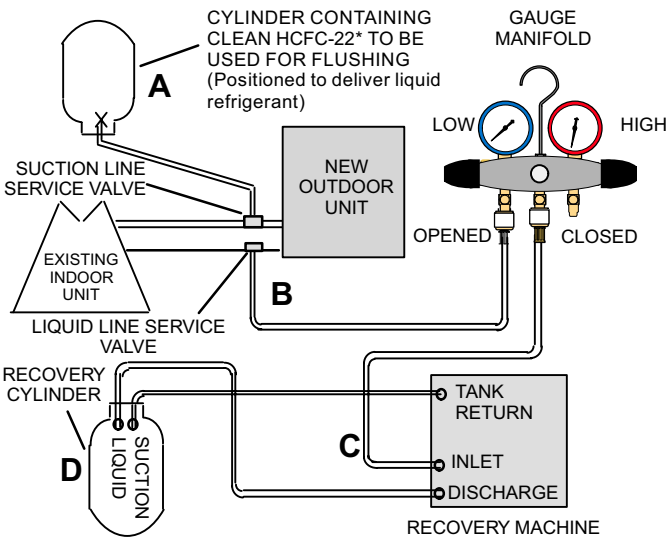 CYLINDER CONTAINING
CLEAN HCFC-22* TO BE
USED FOR FLUSHING
(Positioned to deliver liquid
refrigerant)
A
GAUGE
MANIFOLD
LOW
HIGH
SUCTION LINE
SERVICE VALVE
NEW
OUTDOOR
UNIT
OPENED
CLOSED
EXISTING
INDOOR
UNIT
B
LIQUID LINE SERVICE
VALVE
RECOVERY
CYLINDER
TANK
RETURN
C
D
LIQUID
SUCTION
INLET
DISCHARGE
RECOVERY MACHINE